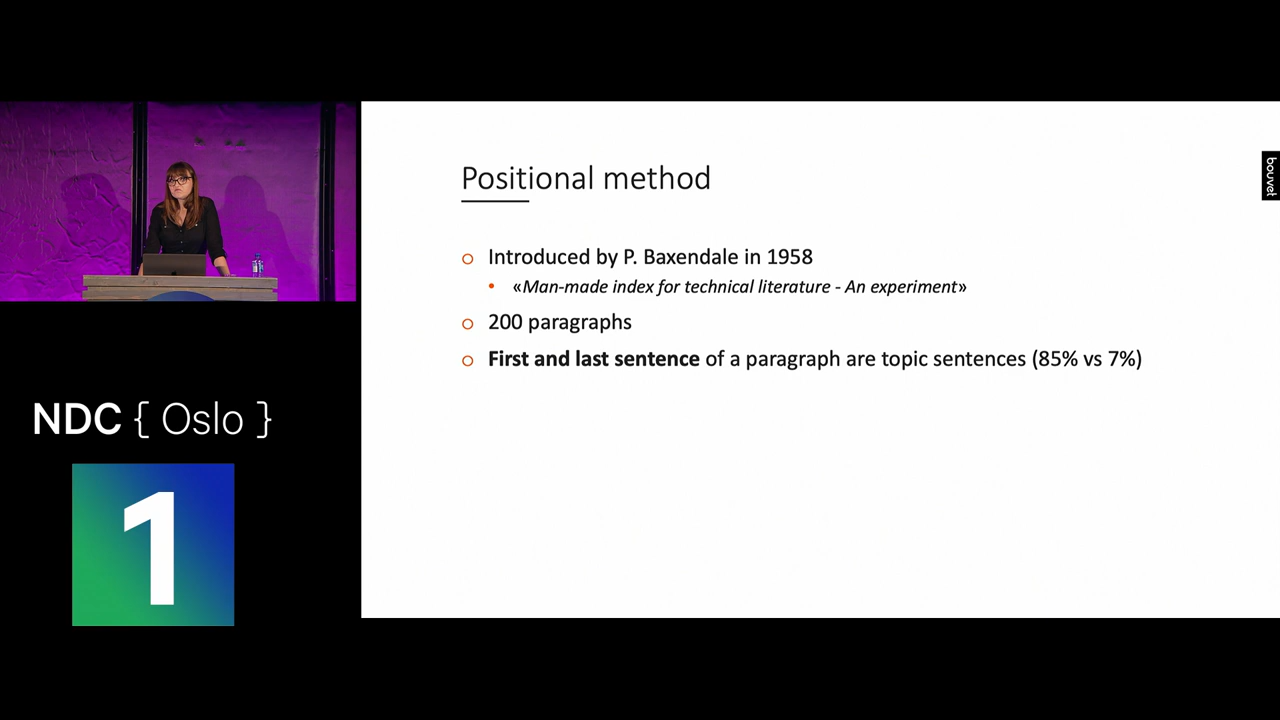 Positional method
bouvet
Introduced by P. Baxendale in 1958
«Man-made index for technical literature - An experiment»
200 paragraphs
First and last sentence of a paragraph are topic sentences (85% vs 7%)
NDC { Oslo }
1